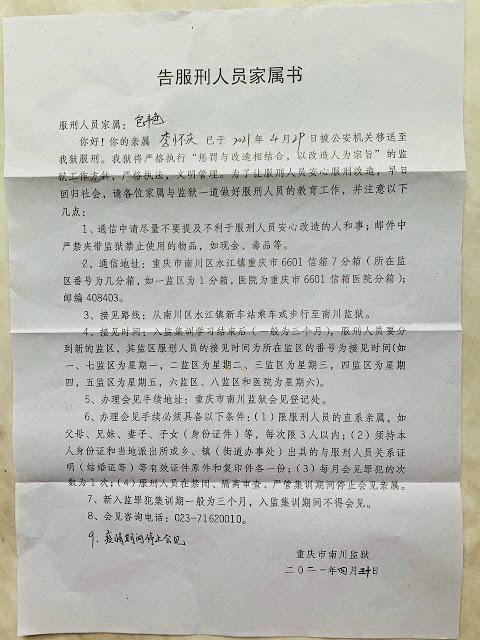 告服刑人员家属书
服刑人员家属：包艳
你好！你的亲属 李怀庆 已于 2021年 4月 29日被公安机关移送至
我狱服刑。我狱将严格执行“惩罚与改造相结合，以改造人为宗旨”的监
狱工作方针，严格执法，文明管理。为了让服刑人员安心服刑改造，早日
回归社会，请各位家属与监狱一道做好服刑人员的教育工作，并注意以下
几点：
1、通信中请尽量不要提及不利于服刑人员安心改造的人和事；邮件中
严禁夹带监狱禁止使用的物品，如现金、毒品等。
2、通信地址：重庆市南川区水江镇重庆市 6601 信箱 7 分箱（所在监
区番号为几分箱，如一监区为 1 分箱，医院为重庆市 6601 信箱医院分箱）；
邮编 408403。
3、接见路线：从南川区水江镇新车站乘车或步行至南川监狱。
4、接见时间：入监集训学习结束后（一般为三个月），服刑人员要分
到新的监区，其监区服刑人员的接见时间为所在监区的番号为接见时间(如
一、七监区为星期一，二监区为星期二、三监区为星期三，四监区为星期
四，五监区为星期五，六监区、八监区和医院为星期六)。
5、办理会见手续地址：重庆市南川监狱会见登记处。
6、办理会见手续必须具备以下条件：(1）限服刑人员的直系亲属，如
父母、兄妹、妻子、子女（身份证件）等，每次限 3 人以内；(2）须持本
人身份证和当地派出所或乡、镇（街道办事处）出具的与服刑人员关系证
明（结婚证等）等有效证件原件和复印件各一份；(3）每月会见罪犯的次
数为 1 次；(4）服刑人员在禁闭、隔离审查、严管集训期间停止会见亲属。
7、新入监罪犯集训期一般为三个月，入监集训期间不得会见。
8、会见咨询电话：023-71620010。
9、疫情期间停止会见
重庆市南川监狱
二〇二一年四月卅日